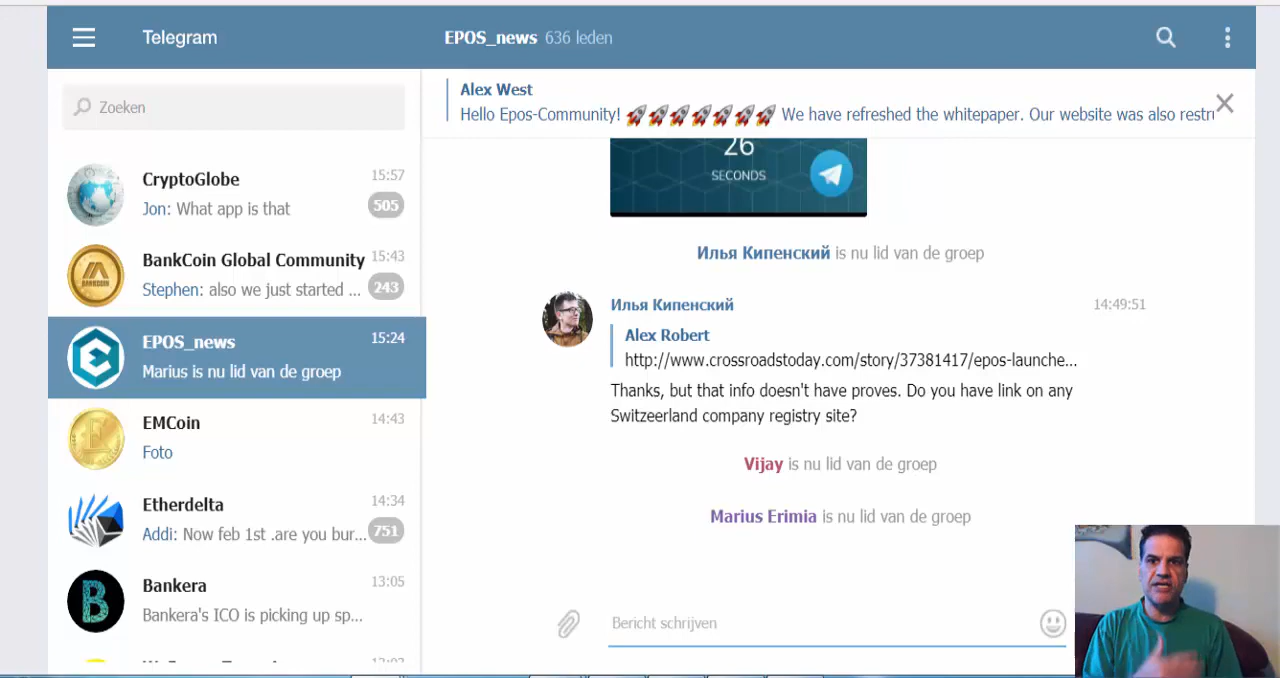 Telegram
EPOS_news 636 leden
Zoeken
Alex West
Hello Epos-Community! 🚀🚀🚀🚀🚀🚀🚀 We have refreshed the whitepaper. Our website was also restru
CryptoGlobe 15:57
Jon: What app is that 505
BankCoin Global Community 15:43
Stephen: also we just started ... 243
BANKCOIN
EPOS_news 15:24
Marius is nu lid van de groep
EMCoin 14:43
Foto
Etherdelta 14:34
Addi: Now feb 1st .are you bur... 751
Bankera 13:05
Bankera's ICO is picking up sp...
26
SECONDS
Илья Кипенский is nu lid van de groep
Илья Кипенский 14:49:51
Alex Robert
http://www.crossroadstoday.com/story/37381417/epos-launche...
Thanks, but that info doesn't have proves. Do you have link on any
Switzeerland company registry site?
Vijay is nu lid van de groep
Marius Erimia is nu lid van de groep
Bericht schrijven